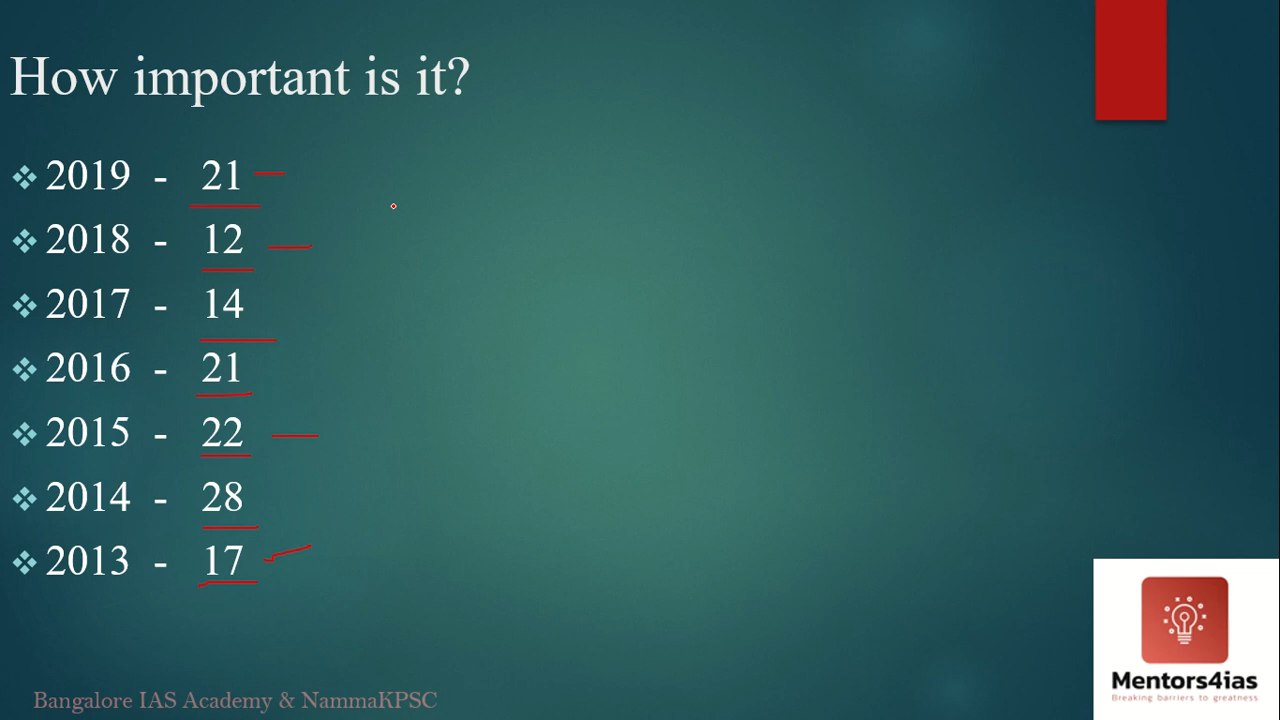 How important is it?
2019 - 21
2018 - 12
2017 - 14
2016 - 21
2015 - 22
2014 - 28
2013 - 17
Bangalore IAS Academy & NammaKPSC
Mentors4ias
Breaking barriers to greatness